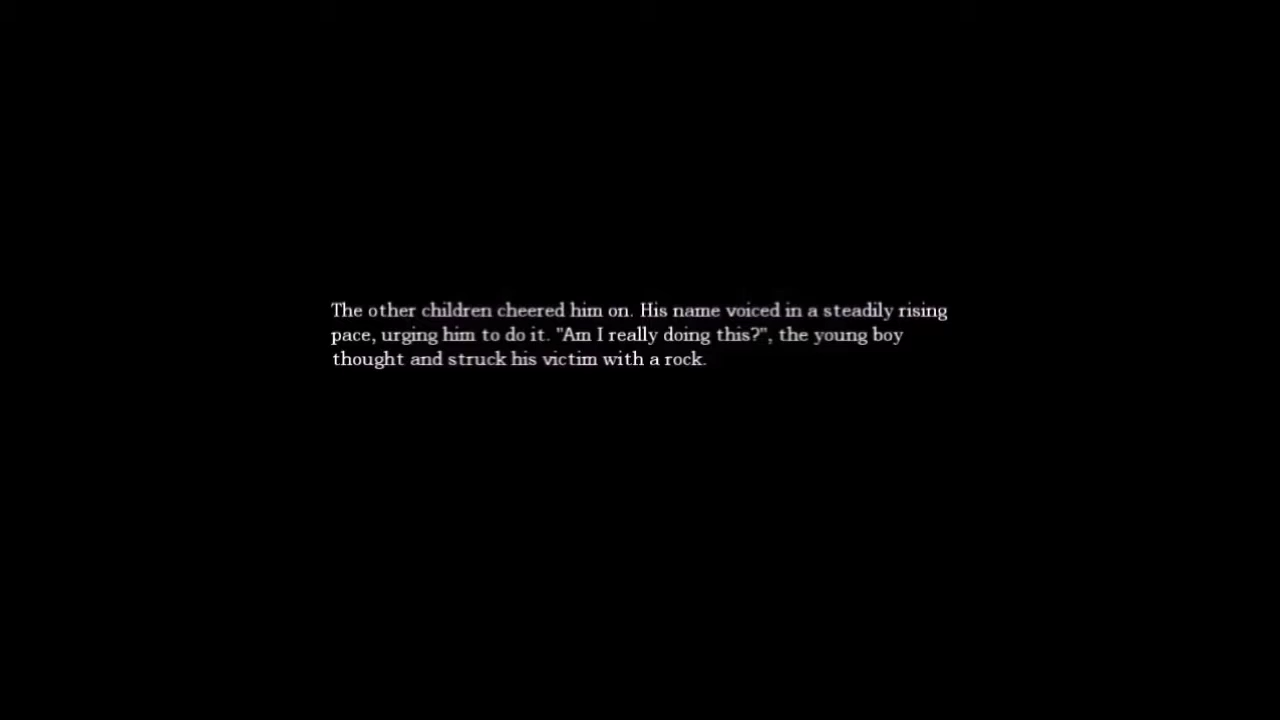 The other children cheered him on. His name voiced in a steadily rising
pace, urging him to do it. "Am I really doing this?", the young boy
thought and struck his victim with a rock.